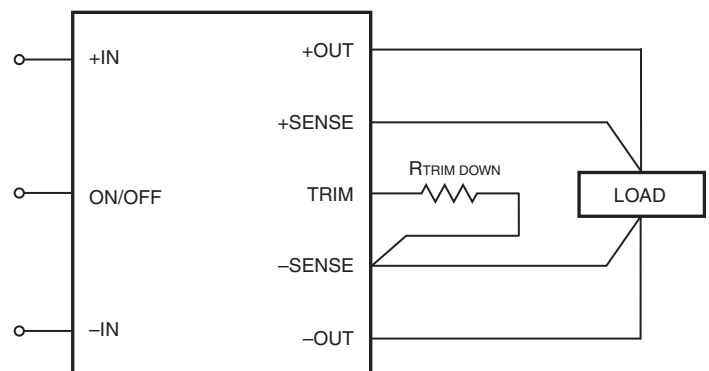 +IN
ON/OFF
–IN
+OUT
+SENSE
TRIM
–SENSE
–OUT
RTRIM DOWN
LOAD